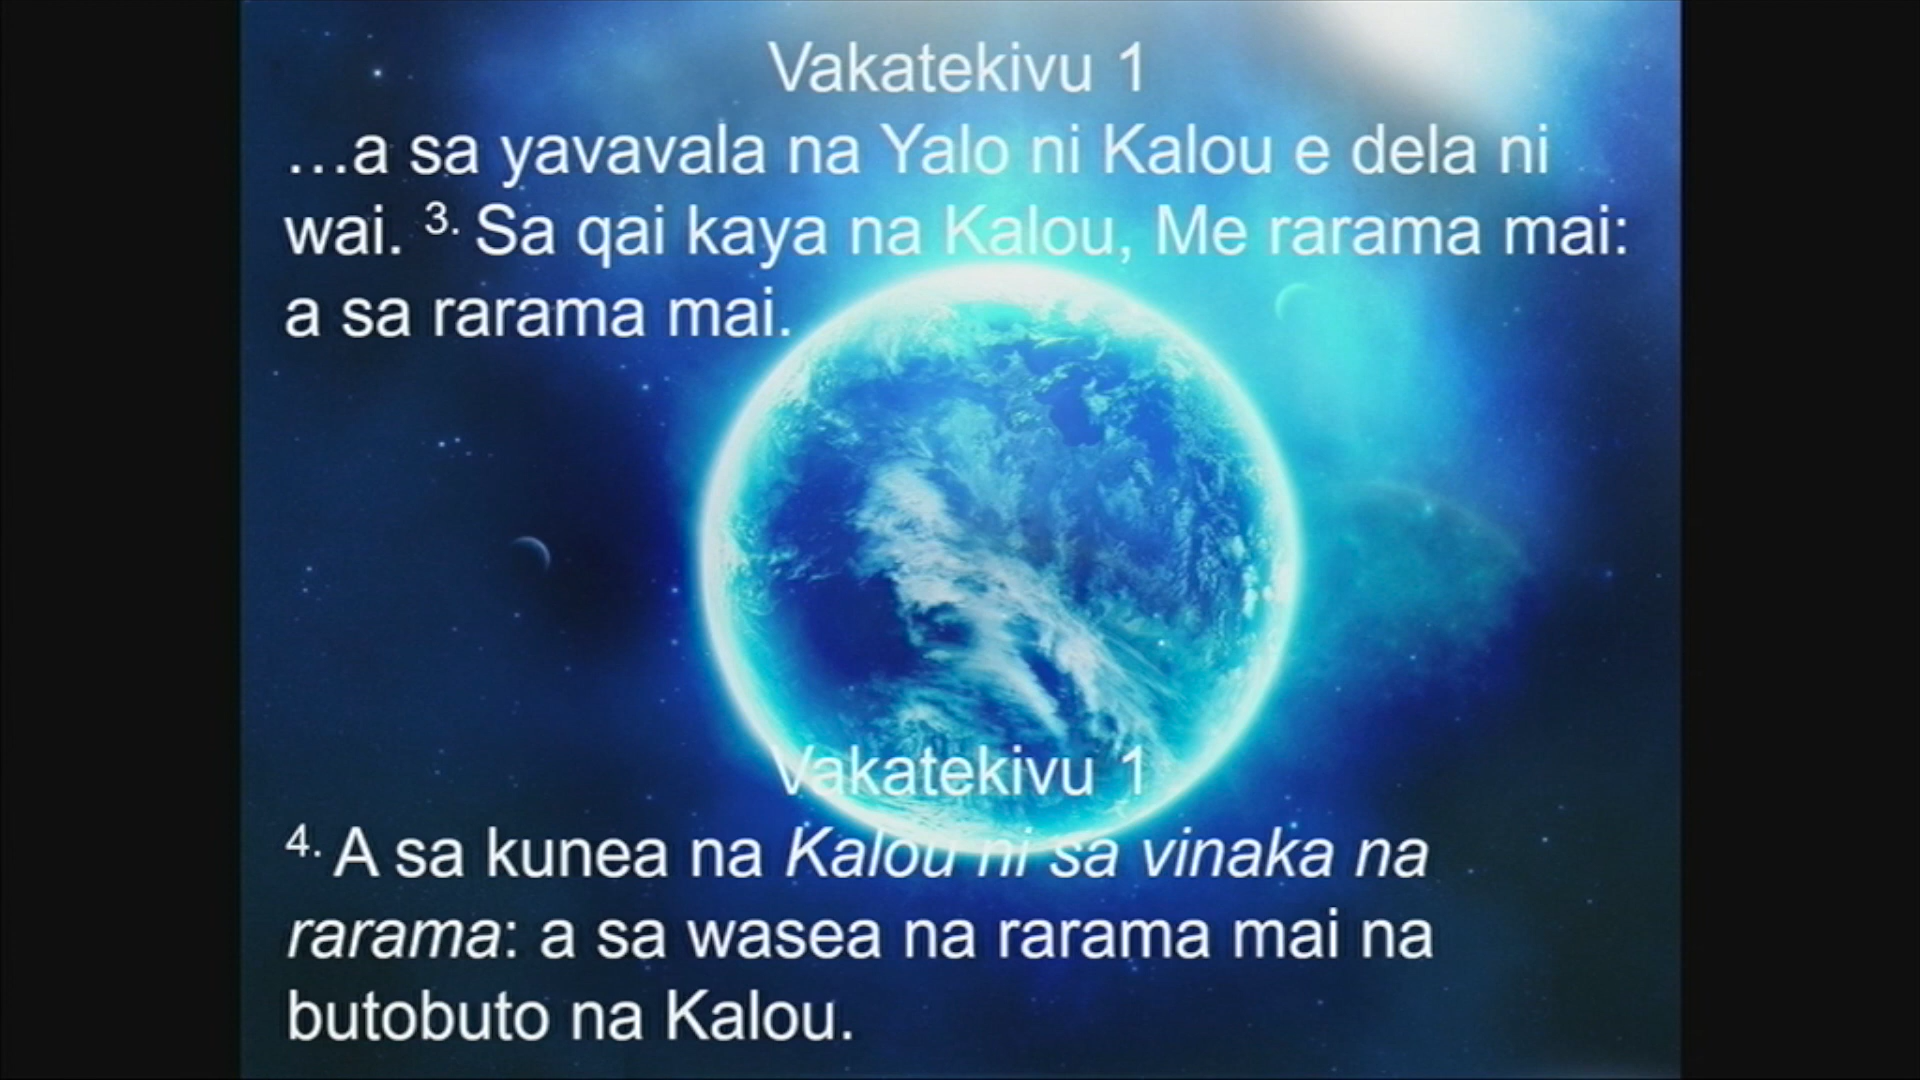 Vakatekivu 1
…a sa yavavala na Yalo ni Kalou e dela ni
wai. 3. Sa qai kaya na Kalou, Me rarama mai:
a sa rarama mai.
Vakatekivu 1
4. A sa kunea na Kalou ni sa vinaka na
rarama: a sa wasea na rarama mai na
butobuto na Kalou.